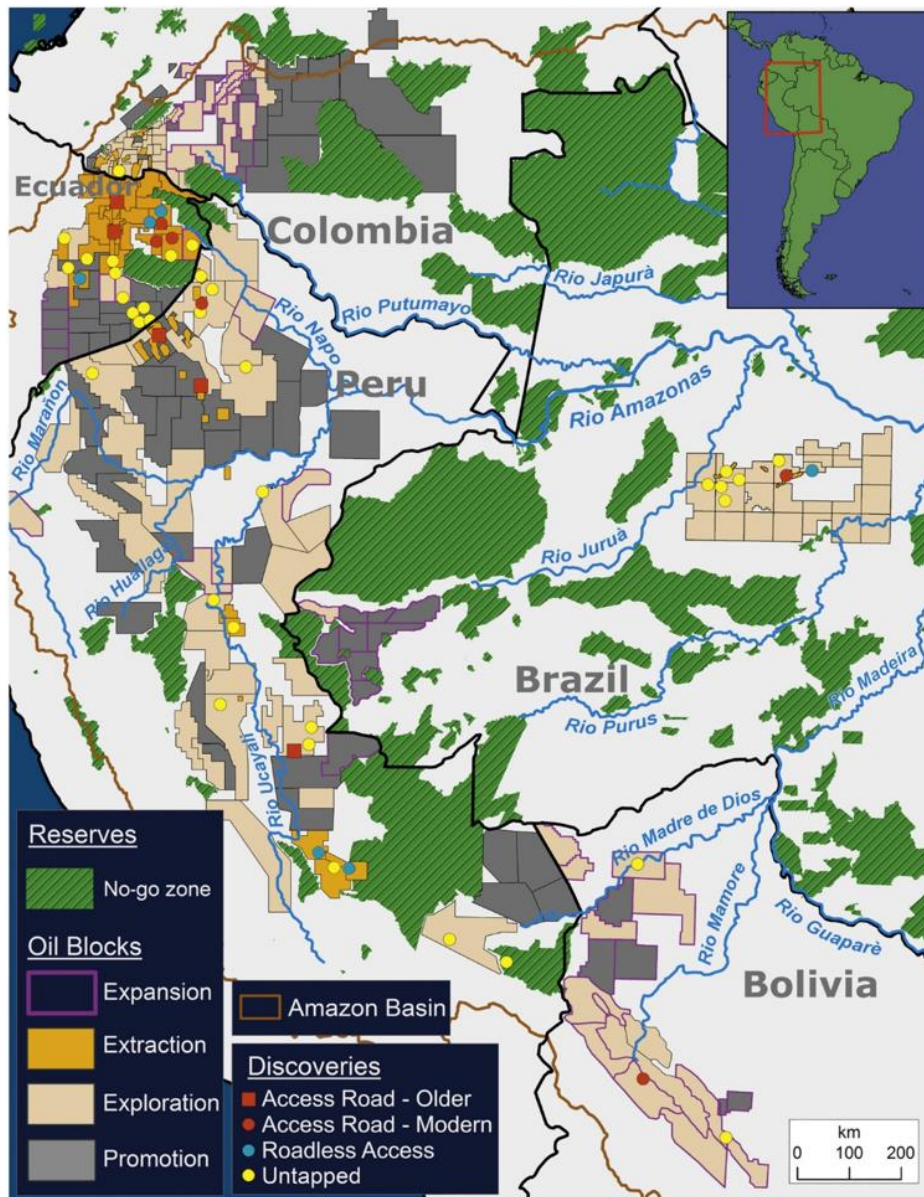 Ecuador
Colombia
Rio Japurà
Rio Putumayo
Rio Napo
Peru
Rio Amazonas
Rio Marañon
Rio Juruà
Rio Huallaga
Brazil
Rio Madeira
Rio Purus
Rio Ucayali
Rio Madre de Dios
Rio Mamore
Rio Guaparè
Bolivia
Reserves
No-go zone
Oil Blocks
Expansion
Extraction
Exploration
Promotion
Amazon Basin
Discoveries
Access Road - Older
Access Road - Modern
Roadless Access
Untapped
km
0 100 200